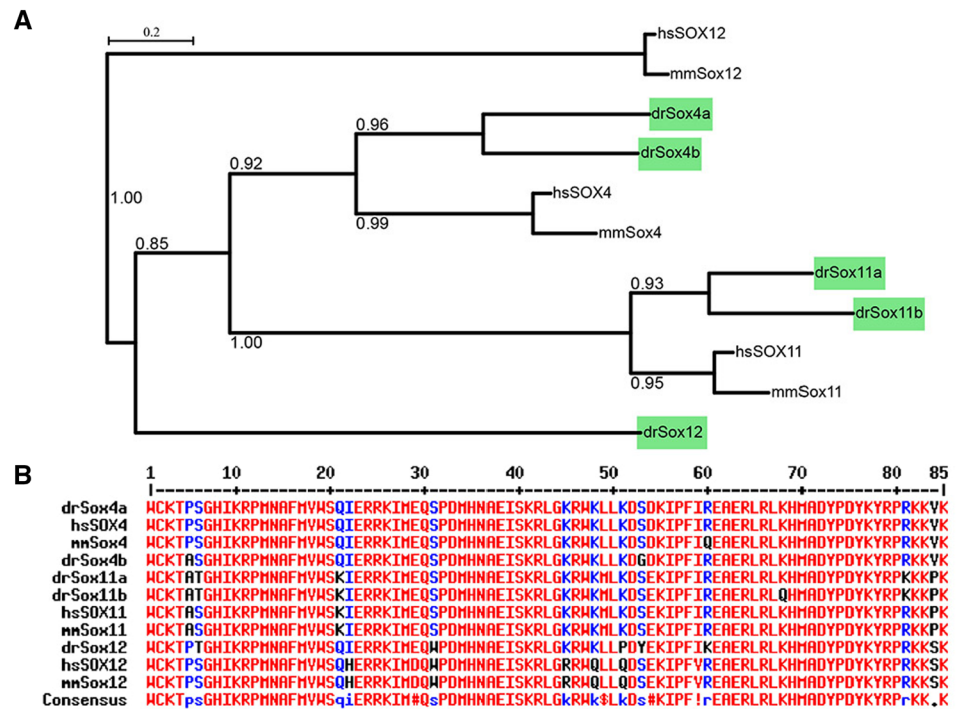 A
0.2
hsSOX12
mmSox12
drSox4a
0.96
drSox4b
0.92
hsSOX4
1.00
0.99
mmSox4
0.85
drSox11a
0.93
drSox11b
1.00
hsSOX11
0.95
mmSox11
drSox12
B
1 10 20 30 40 50 60 70 80 85
drSox4a WCKTPSGHIKRPMNAFMVWSQIERRKIMEQSPDMHNAEISKRLGKRWKLLKDSDKIPFIREAERLRLKHMADYPDYKYRPRKKVK
hsSOX4 WCKTPSGHIKRPMNAFMVWSQIERRKIMEQSPDMHNAEISKRLGKRWKLLKDSDKIPFIREAERLRLKHMADYPDYKYRPRKKVK
mmSox4 WCKTPSGHIKRPMNAFMVWSQIERRKIMEQSPDMHNAEISKRLGKRWKLLKDSDKIPFIQEAERLRLKHMADYPDYKYRPRKKVK
drSox4b WCKTASGHIKRPMNAFMVWSQIERRKIMEQSPDMHNAEISKRLGKRWKLLKDGDKIPFIREAERLRLKHMADYPDYKYRPRKKVK
drSox11a WCKTATGHIKRPMNAFMVWSKIERRKIMEQSPDMHNAEISKRLGKRWKMLKDSEKIPFIREAERLRLKHMADYPDYKYRPKKKPK
drSox11b WCKTATGHIKRPMNAFMVWSKIERRKIMEQSPDMHNAEISKRLGKRWKMLKDSEKIPFIREAERLRLQHMADYPDYKYRPKKKPK
hsSOX11 WCKTASGHIKRPMNAFMVWSKIERRKIMEQSPDMHNAEISKRLGKRWKMLKDSEKIPFIREAERLRLKHMADYPDYKYRPRKKPK
mmSox11 WCKTASGHIKRPMNAFMVWSKIERRKIMEQSPDMHNAEISKRLGKRWKMLKDSEKIPFIREAERLRLKHMADYPDYKYRPRKKPK
drSox12 WCKTPTGHIKRPMNAFMVWSQIERRKIMEQWPDMHNAEISKRLGKRWKLLPDYEKIPFIKEAERLRLKHMADYPDYKYRPRKKSK
hsSOX12 WCKTPSGHIKRPMNAFMVWSQHERRKIMDQWPDMHNAEISKRLGRRWQLLQDSEKIPFVREAERLRLKHMADYPDYKYRPRKKSK
mmSox12 WCKTPSGHIKRPMNAFMVWSQHERRKIMDQWPDMHNAEISKRLGRRWQLLQDSEKIPFVREAERLRLKHMADYPDYKYRPRKKSK
Consensus WCKTpsGHIKRPMNAFMVWSqiERRKIM#QsPDMHNAEISKRLGkRWk$LkDs#KIPF!rEAERLRLKHMADYPDYKYRPrKK.K